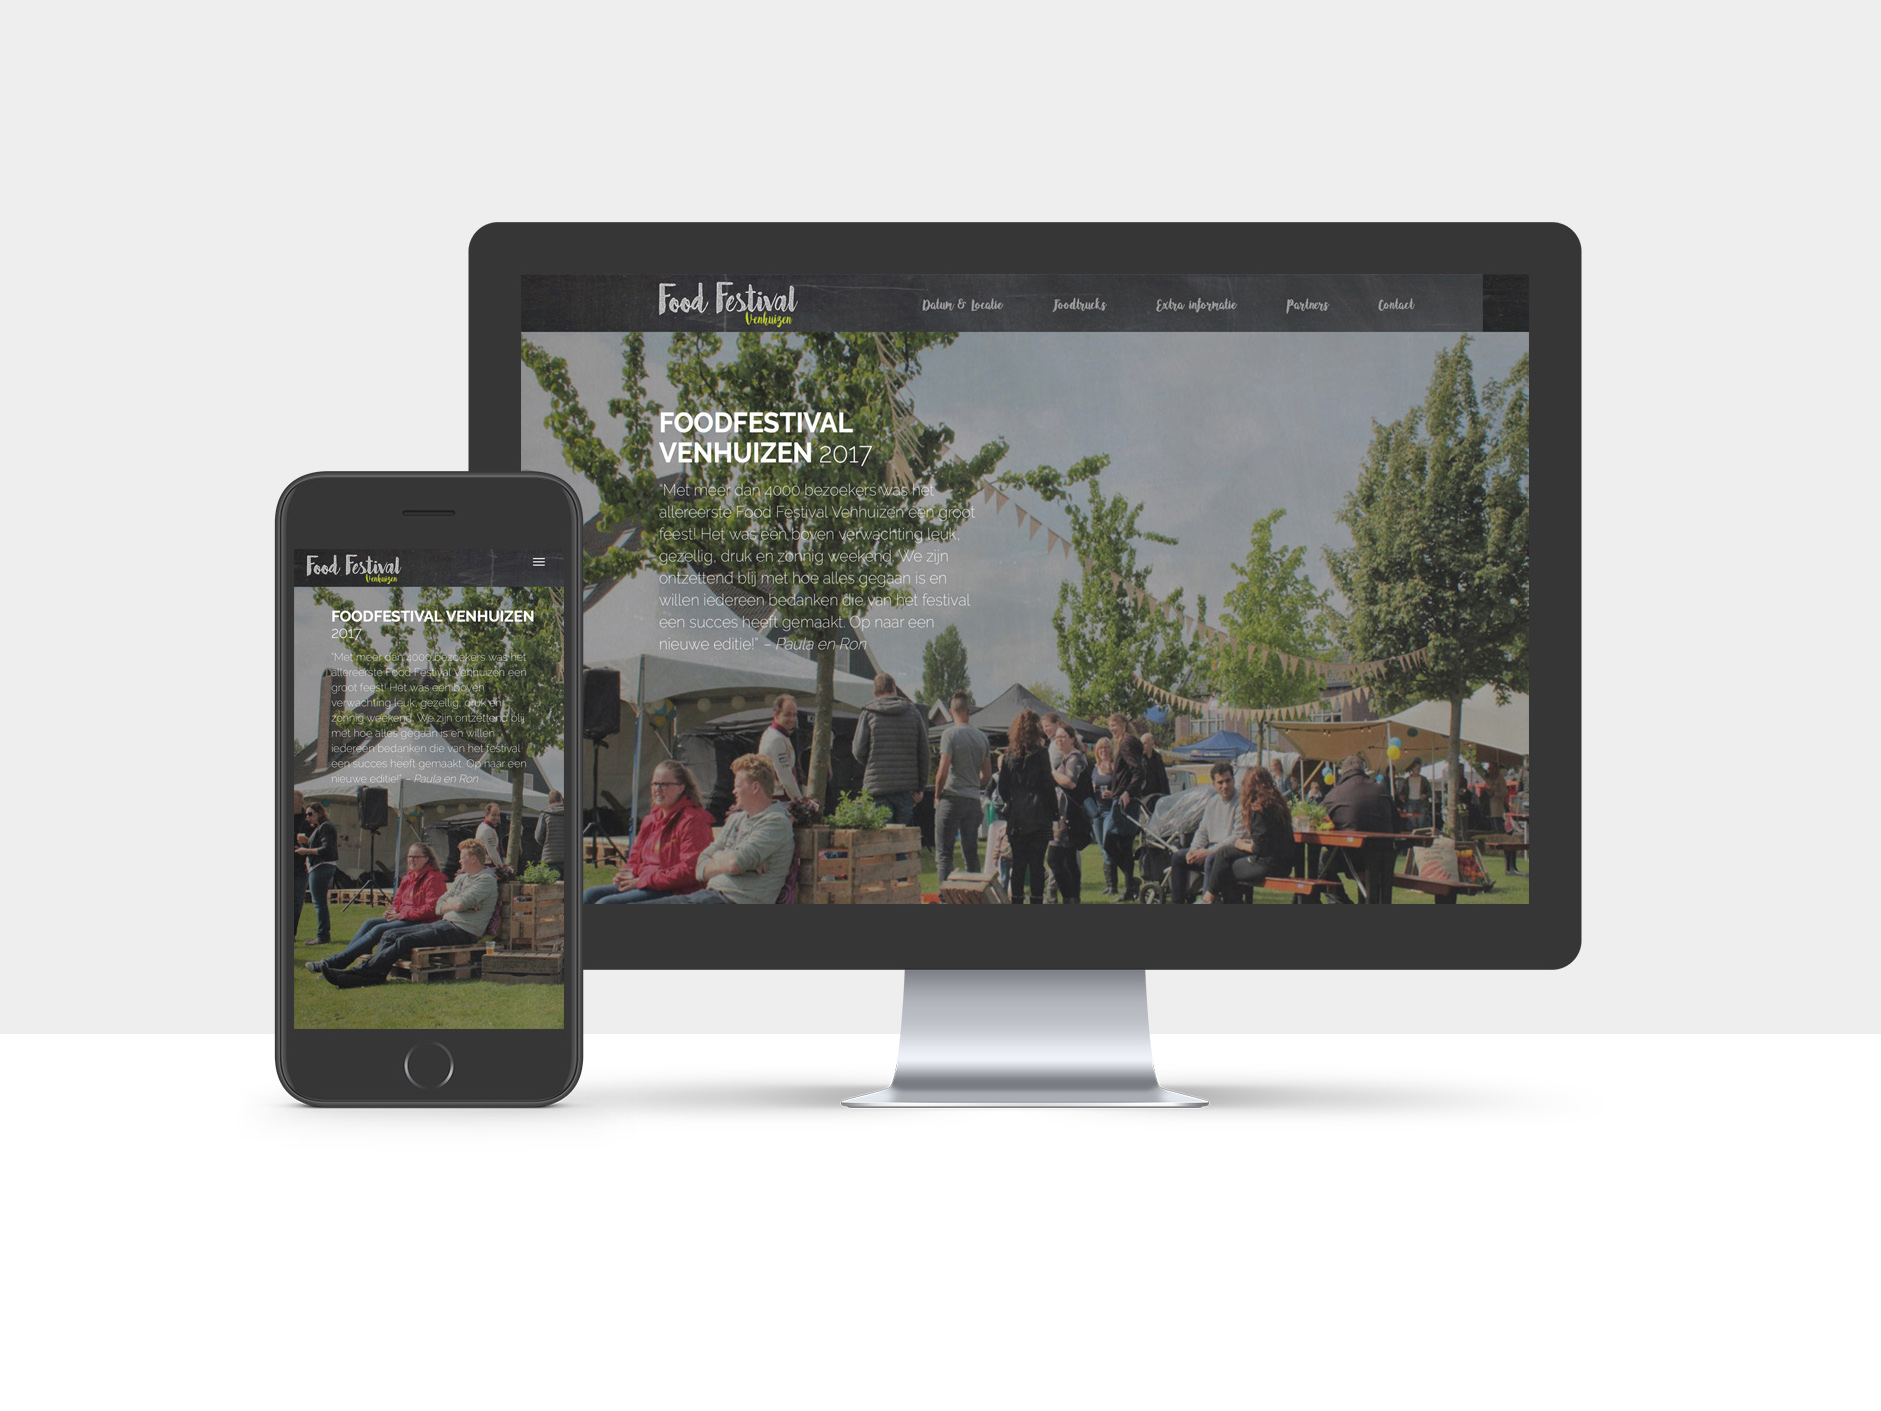 Food Festival
Venhuizen
Datum & Locatie
Foodtrucks
Extra informatie
Partners
Contact
FOODFESTIVAL
VENHUIZEN 2017
"Met meer dan 4000 bezoekers was het
allereerste Food Festival Venhuizen een groot
feest! Het was een boven verwachting leuk,
gezellig, druk en zonnig weekend. We zijn
ontzettend blij met hoe alles gegaan is en
willen iedereen bedanken die van het festival
een succes heeft gemaakt. Op naar een
nieuwe editie!" – Paula en Ron
Food Festival
Venhuizen
FOODFESTIVAL VENHUIZEN
2017
"Met meer dan 4000 bezoekers was het
allereerste Food Festival Venhuizen een
groot feest! Het was een boven
verwachting leuk, gezellig, druk en
zonnig weekend. We zijn ontzettend blij
met hoe alles gegaan is en willen
iedereen bedanken die van het festival
een succes heeft gemaakt. Op naar een
nieuwe editie!" – Paula en Ron